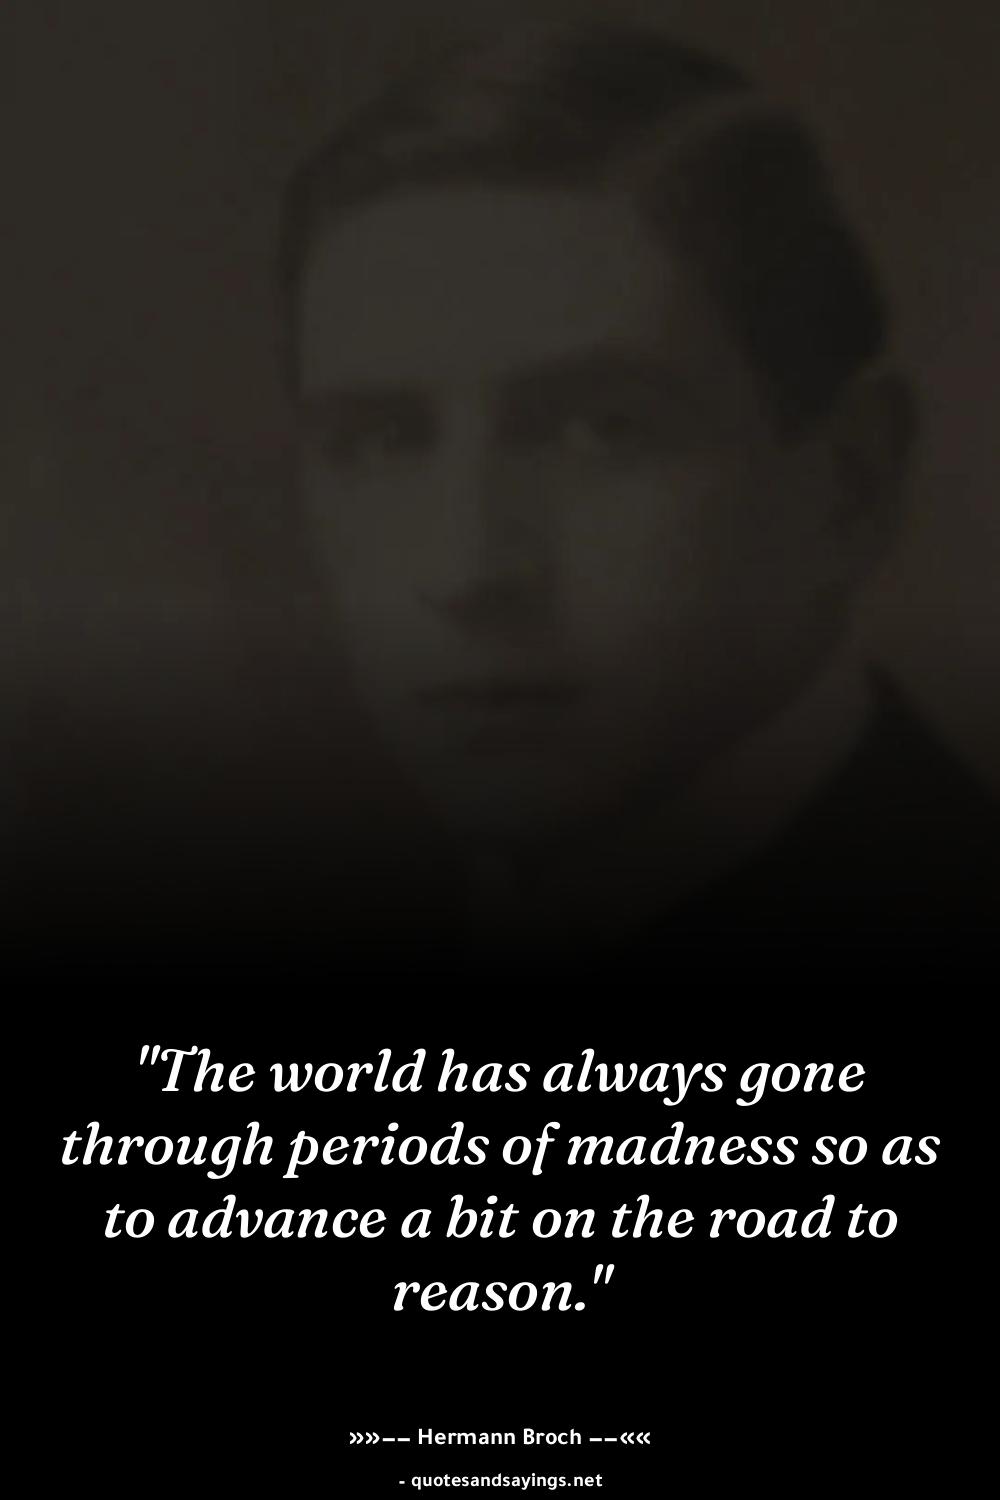 "The world has always gone
through periods of madness so as
to advance a bit on the road to
reason."
»»–– Hermann Broch ––««
- quotesandsayings.net